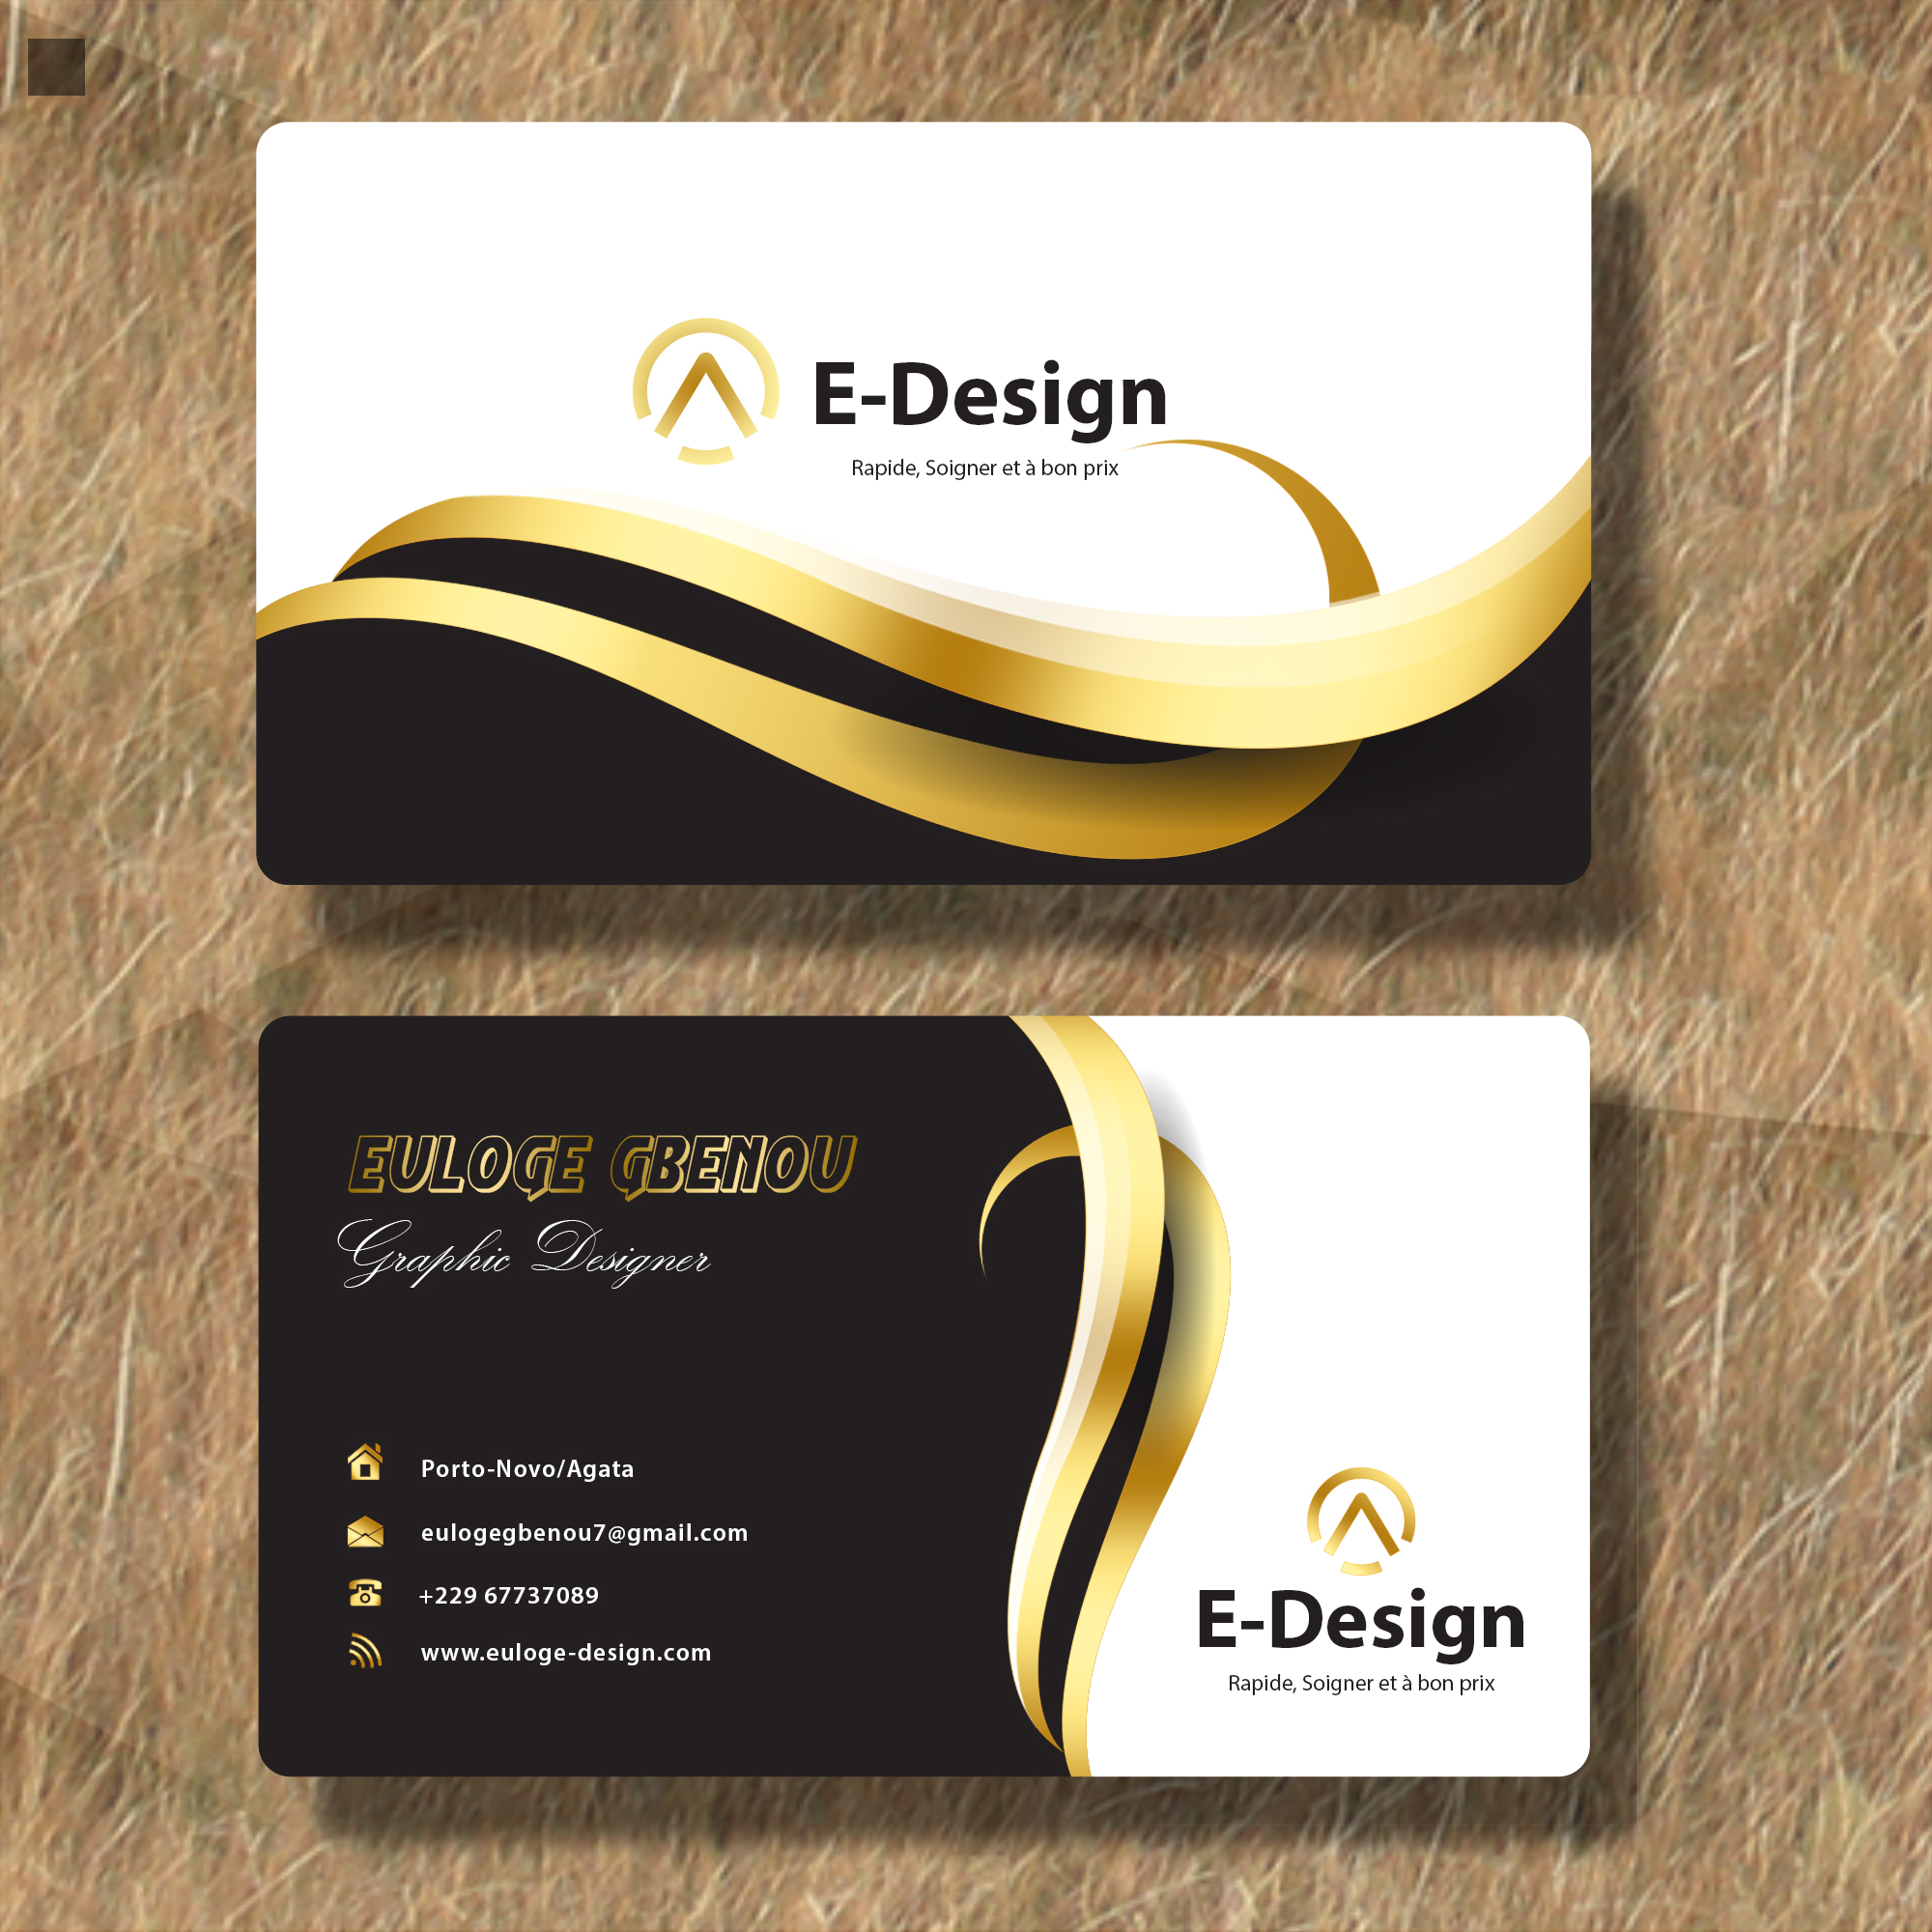 E-Design
Rapide, Soigner et à bon prix
EULOGE GBENOU
Graphic Designer
Porto-Novo/Agata
eulogegbenou7@gmail.com
+229 67737089
www.euloge-design.com
E-Design
Rapide, Soigner et à bon prix